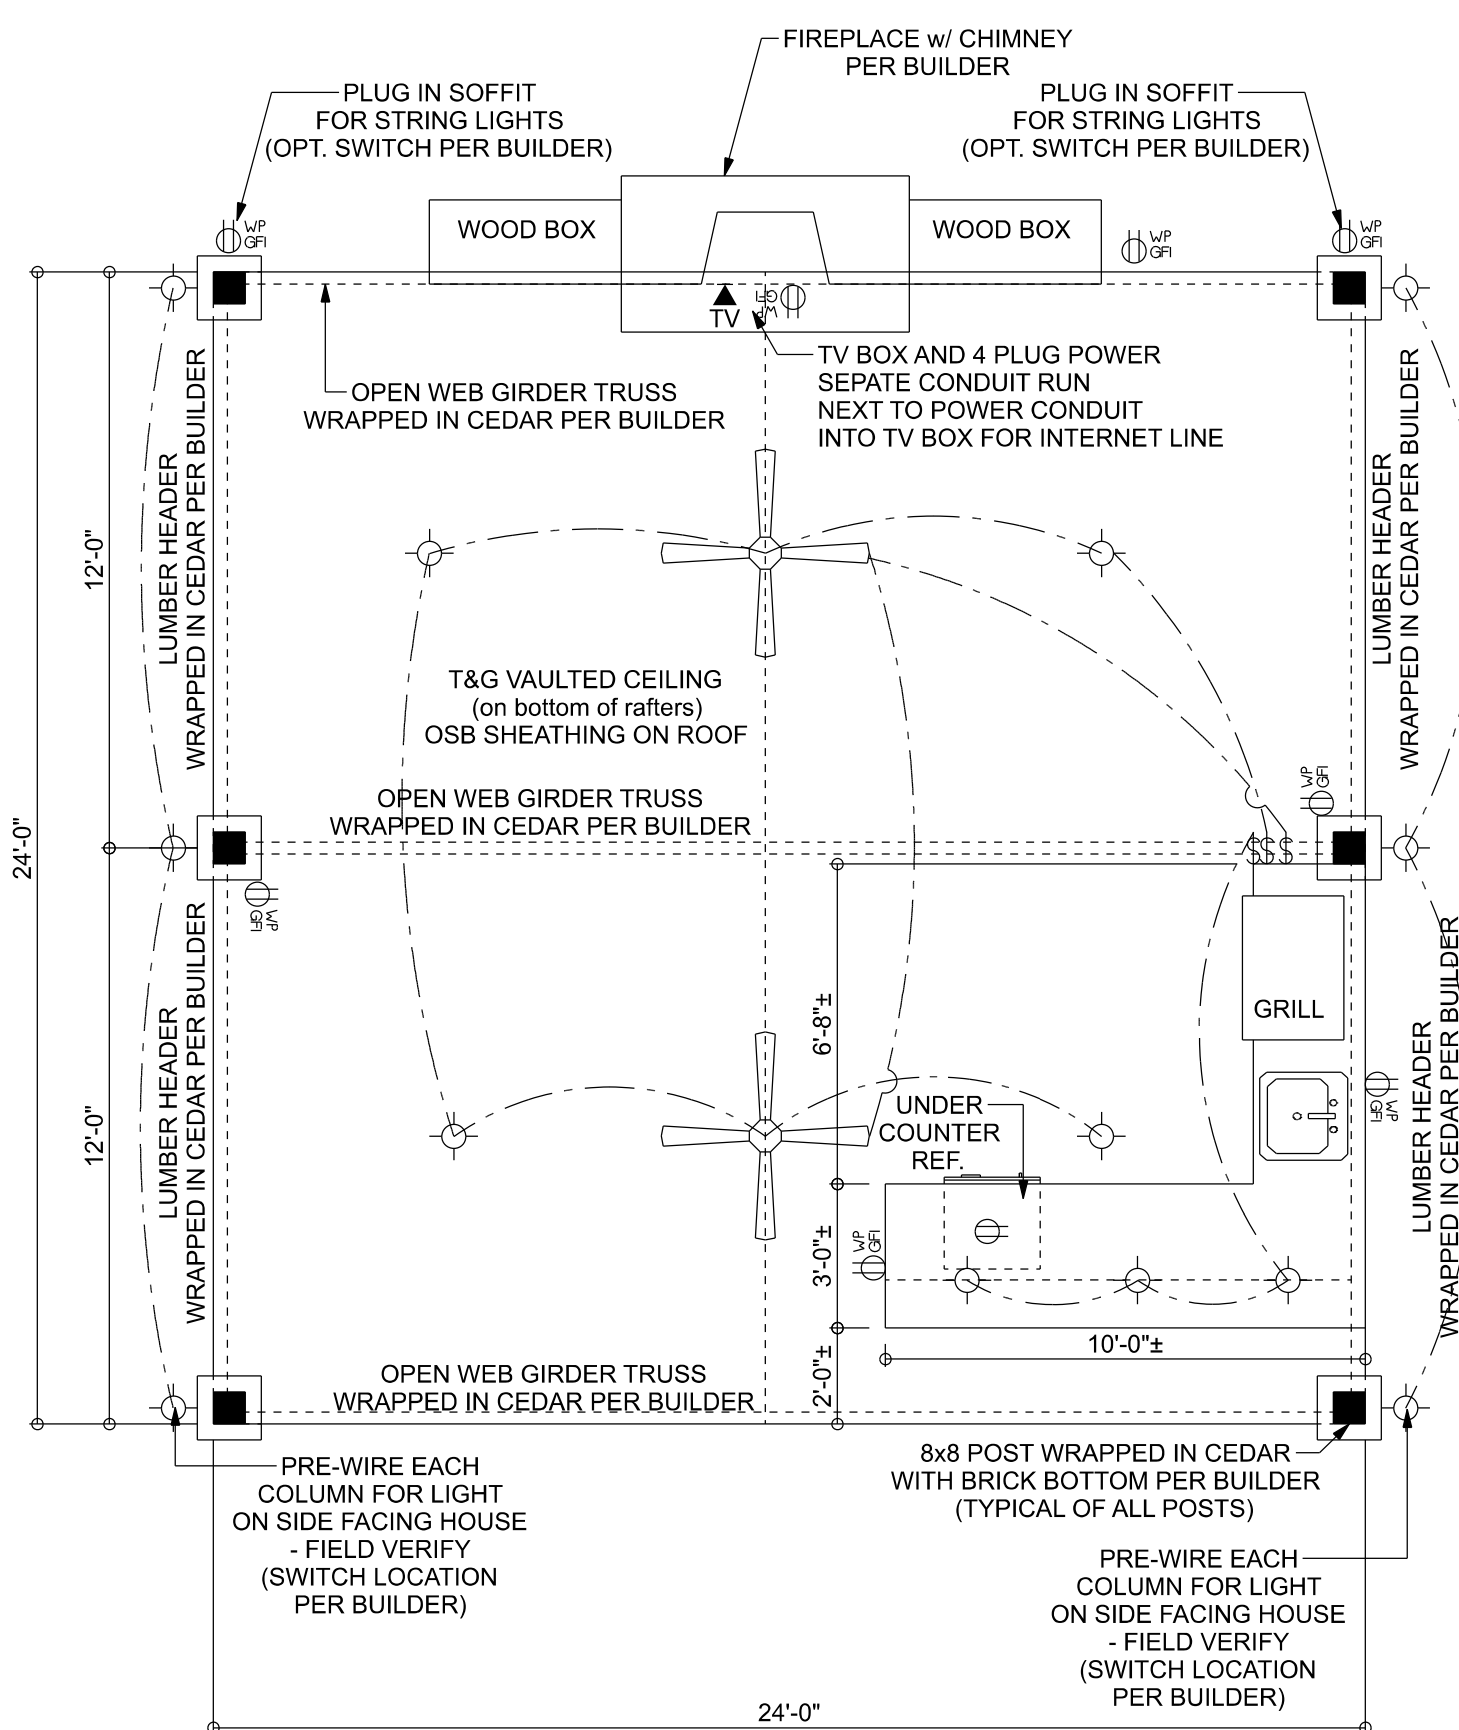 FIREPLACE w/ CHIMNEY
PER BUILDER
PLUG IN SOFFIT
FOR STRING LIGHTS
(OPT. SWITCH PER BUILDER)
PLUG IN SOFFIT
FOR STRING LIGHTS
(OPT. SWITCH PER BUILDER)
WP
GFI
WOOD BOX
WOOD BOX
WP
GFI
WP
GFI
WP
GFI
TV
TV BOX AND 4 PLUG POWER
SEPATE CONDUIT RUN
NEXT TO POWER CONDUIT
INTO TV BOX FOR INTERNET LINE
OPEN WEB GIRDER TRUSS
WRAPPED IN CEDAR PER BUILDER
LUMBER HEADER
WRAPPED IN CEDAR PER BUILDER
LUMBER HEADER
WRAPPED IN CEDAR PER BUILDER
12'-0"
T&G VAULTED CEILING
(on bottom of rafters)
OSB SHEATHING ON ROOF
OPEN WEB GIRDER TRUSS
WRAPPED IN CEDAR PER BUILDER
WP
GFI
24'-0"
$$ $
WP
GFI
LUMBER HEADER
WRAPPED IN CEDAR PER BUILDER
LUMBER HEADER
WRAPPED IN CEDAR PER BUILDER
12'-0"
6'-8"±
GRILL
WP
GFI
UNDER
COUNTER
REF.
WP
GFI
3'-0"±
10'-0"±
2'-0"±
OPEN WEB GIRDER TRUSS
WRAPPED IN CEDAR PER BUILDER
8x8 POST WRAPPED IN CEDAR
WITH BRICK BOTTOM PER BUILDER
(TYPICAL OF ALL POSTS)
PRE-WIRE EACH
COLUMN FOR LIGHT
ON SIDE FACING HOUSE
- FIELD VERIFY
(SWITCH LOCATION
PER BUILDER)
PRE-WIRE EACH
COLUMN FOR LIGHT
ON SIDE FACING HOUSE
- FIELD VERIFY
(SWITCH LOCATION
PER BUILDER)
24'-0"